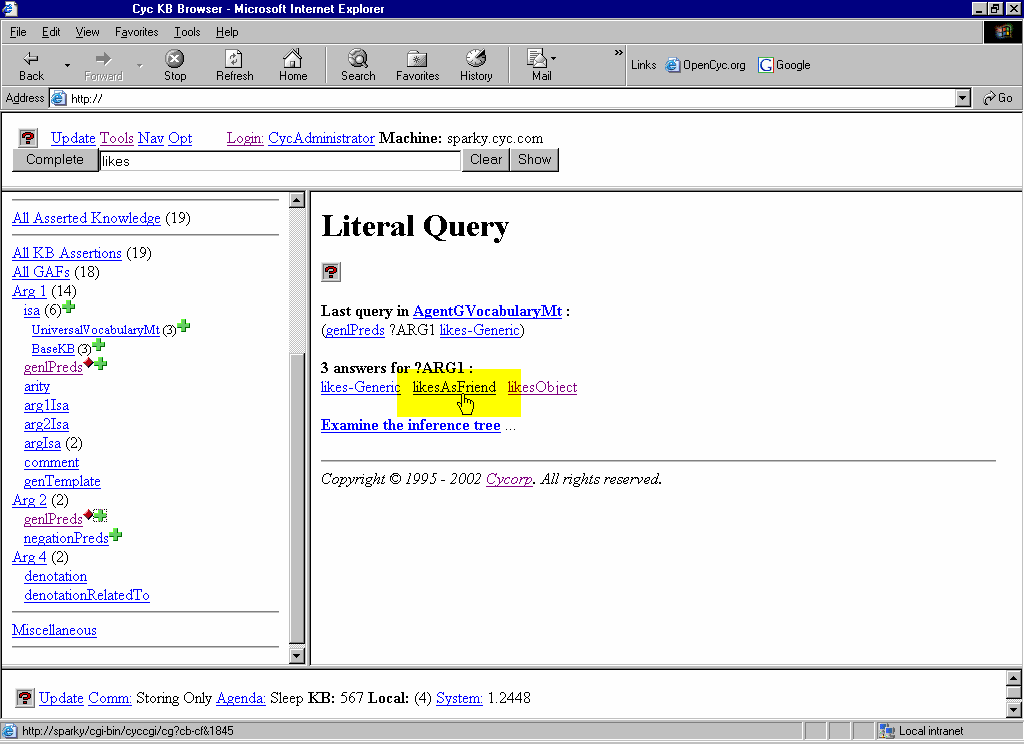 Cyc KB Browser - Microsoft Internet Explorer
File Edit View Favorites Tools Help
Back Forward Stop Refresh Home Search Favorites History Mail » Links OpenCyc.org Google
Address http:// Go
Update Tools Nav Opt Login: CycAdministrator Machine: sparky.cyc.com
Complete likes Clear Show
All Asserted Knowledge (19)
All KB Assertions (19)
All GAFs (18)
Arg 1 (14)
isa (6)
UniversalVocabularyMt (3)
BaseKB (3)
genlPreds
arity
arg1Isa
arg2Isa
argIsa (2)
comment
genTemplate
Arg 2 (2)
genlPreds
negationPreds
Arg 4 (2)
denotation
denotationRelatedTo
Miscellaneous
Literal Query
Last query in AgentGVocabularyMt :
(genlPreds ?ARG1 likes-Generic)
3 answers for ?ARG1 :
likes-Generic likesAsFriend likesObject
Examine the inference tree ...
Copyright © 1995 - 2002 Cycorp. All rights reserved.
Update Comm: Storing Only Agenda: Sleep KB: 567 Local: (4) System: 1.2448
http://sparky/cgi-bin/cyccgi/cg?cb-cf&1845 Local intranet